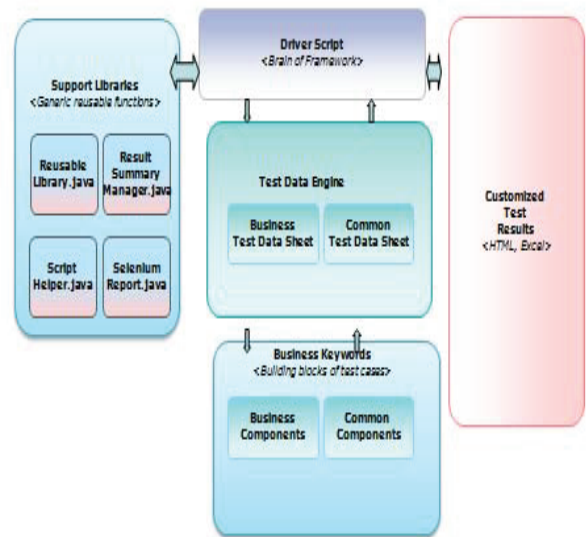 Driver Script
<Brain of Framework>
Support Libraries
<Generic reusable functions>
Reusable
Library.java
Result
Summary
Manager.java
Script
Helper.java
Selenium
Report.java
Test Data Engine
Business
Test Data Sheet
Common
Test Data Sheet
Business Keywords
<Building blocks of test cases>
Business
Components
Common
Components
Customized
Test
Results
<HTML, Excel>